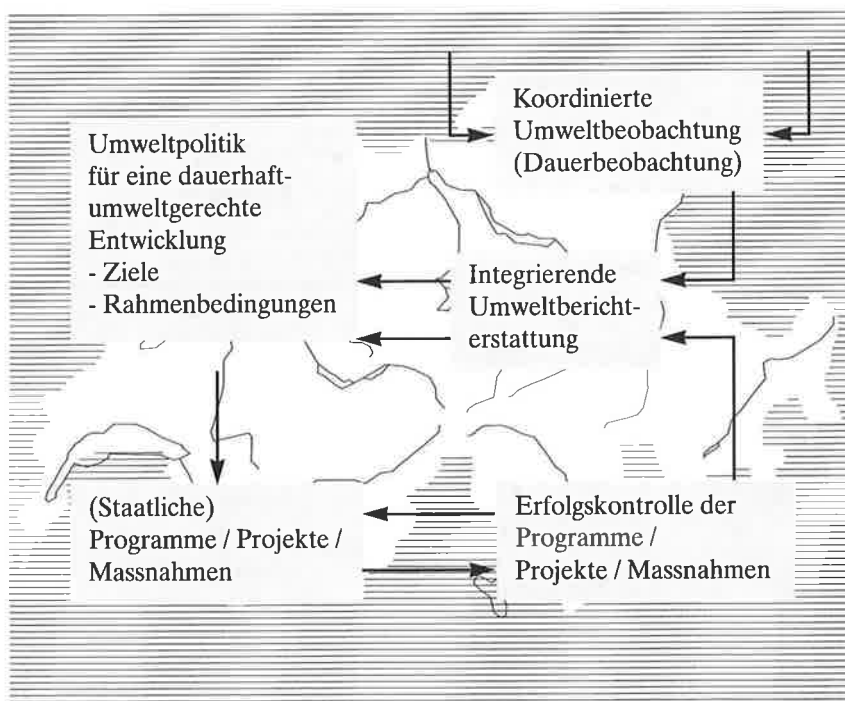 Koordinierte
Umweltbeobachtung
(Dauerbeobachtung)
Umweltpolitik
für eine dauerhaft-
umweltgerechte
Entwicklung
- Ziele
- Rahmenbedingungen
Integrierende
Umweltbericht-
erstattung
(Staatliche)
Programme / Projekte /
Massnahmen
Erfolgskontrolle der
Programme /
Projekte / Massnahmen